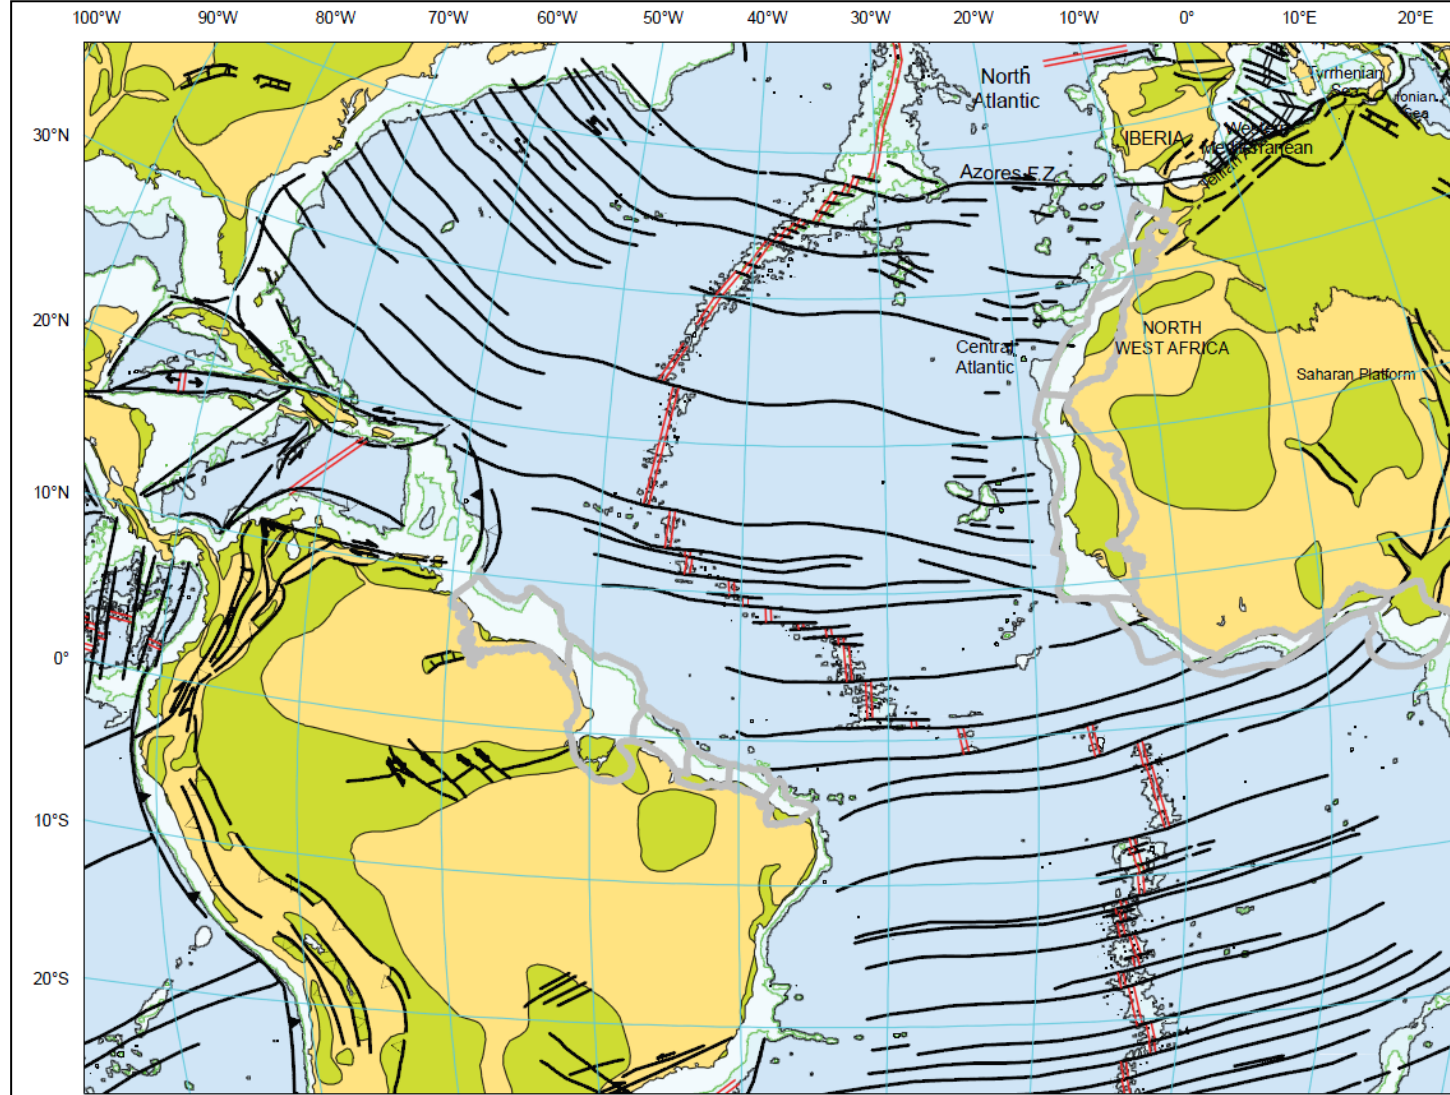 100°W 90°W 80°W 70°W 60°W 50°W 40°W 30°W 20°W 10°W 0° 10°E 20°E
North
Atlantic
Tyrrhenian
Sea
Ionian
Sea
30°N
IBERIA
Western
Mediterranean
Azores F.Z.
20°N
NORTH
WEST AFRICA
Central
Atlantic
Saharan Platform
10°N
0°
10°S
20°S